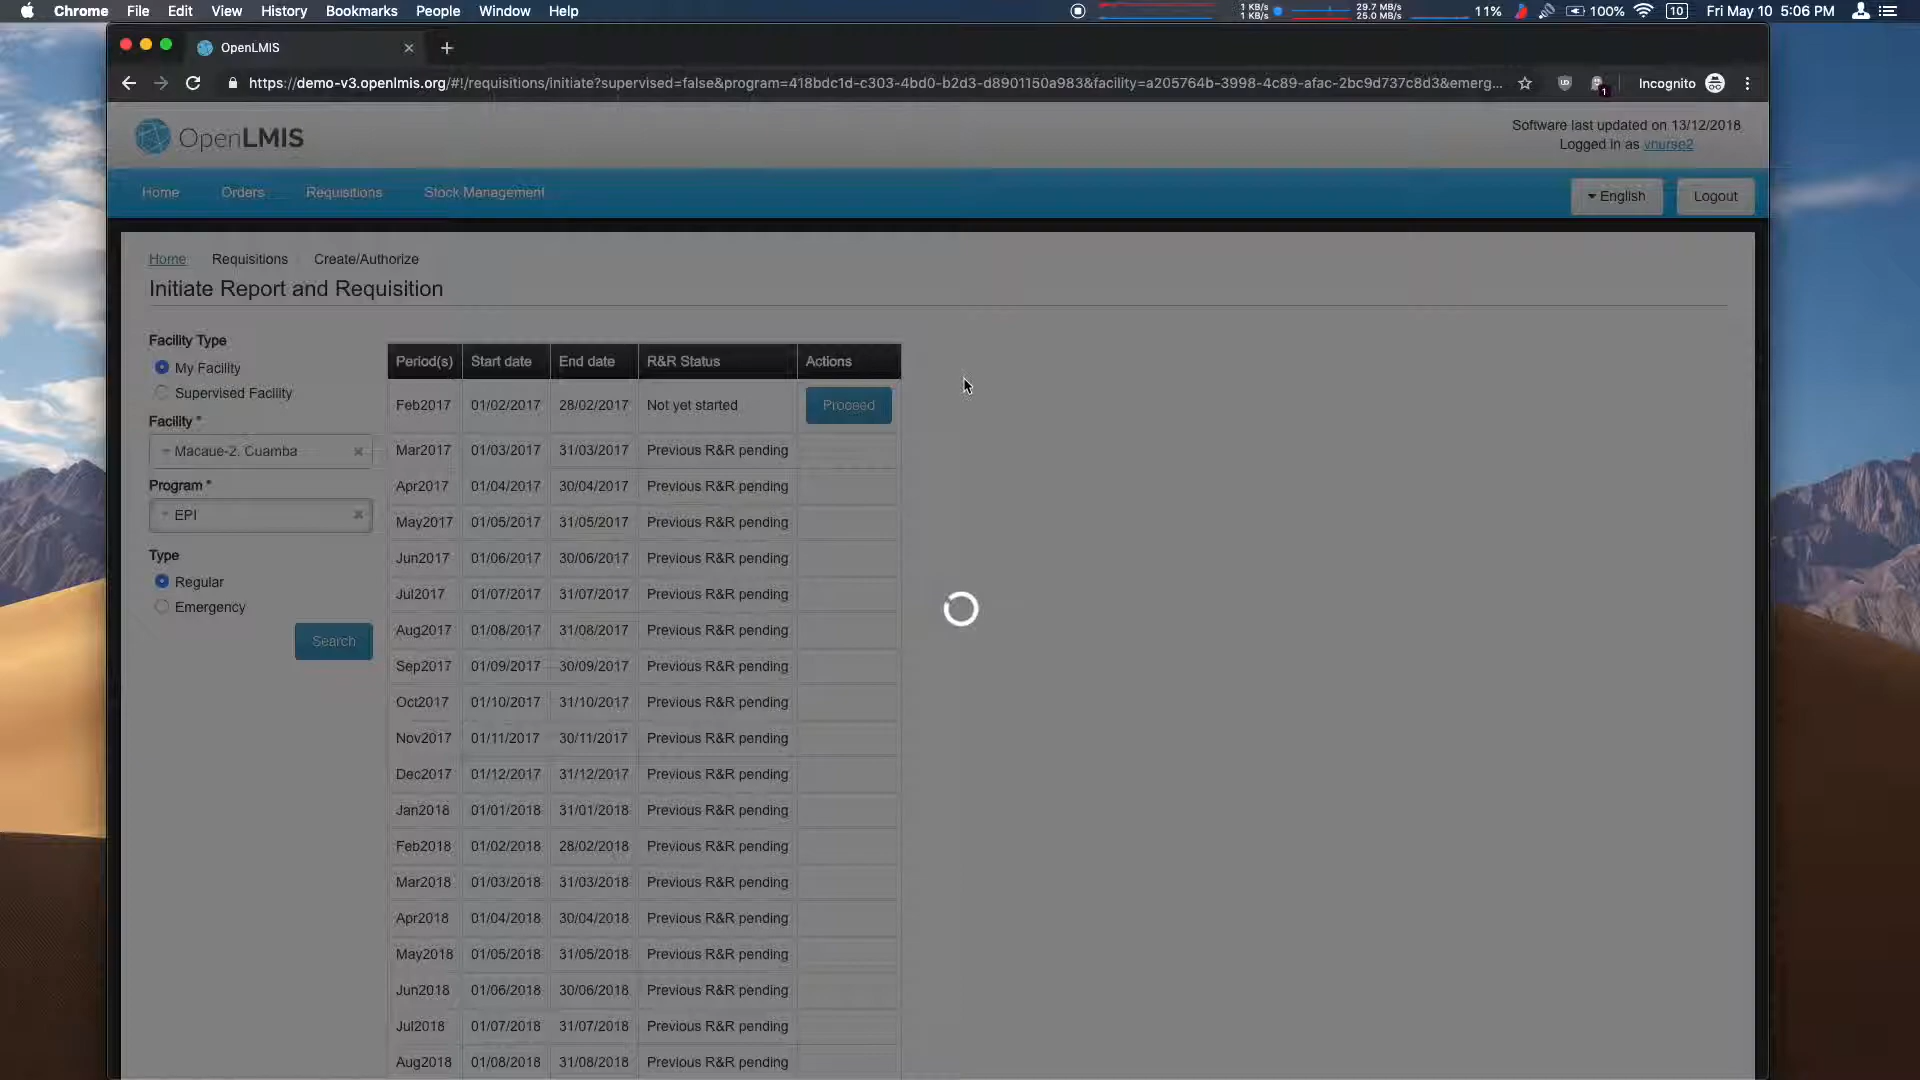 Chrome File Edit View History Bookmarks People Window Help
1 KB/s 29.7 MB/s 11% 100% 10 Fri May 10 5:06 PM
1 KB/s 25.0 MB/s
OpenLMIS
https://demo-v3.openlmis.org/#!/requisitions/initiate?supervised=false&program=418bdc1d-c303-4bd0-b2d3-d8901150a983&facility=a205764b-3998-4c89-afac-2bc9d737c8d3&emerg... 1 Incognito
OpenLMIS
Software last updated on 13/12/2018
Logged in as vnurse2
Home Orders Requisitions Stock Management English Logout
Home Requisitions Create/Authorize
Initiate Report and Requisition
Facility Type
My Facility
Supervised Facility
Facility *
Macaue-2, Cuamba
Program *
EPI
Type
Regular
Emergency
Search
Period(s) Start date End date R&R Status Actions
Feb2017 01/02/2017 28/02/2017 Not yet started Proceed
Mar2017 01/03/2017 31/03/2017 Previous R&R pending
Apr2017 01/04/2017 30/04/2017 Previous R&R pending
May2017 01/05/2017 31/05/2017 Previous R&R pending
Jun2017 01/06/2017 30/06/2017 Previous R&R pending
Jul2017 01/07/2017 31/07/2017 Previous R&R pending
Aug2017 01/08/2017 31/08/2017 Previous R&R pending
Sep2017 01/09/2017 30/09/2017 Previous R&R pending
Oct2017 01/10/2017 31/10/2017 Previous R&R pending
Nov2017 01/11/2017 30/11/2017 Previous R&R pending
Dec2017 01/12/2017 31/12/2017 Previous R&R pending
Jan2018 01/01/2018 31/01/2018 Previous R&R pending
Feb2018 01/02/2018 28/02/2018 Previous R&R pending
Mar2018 01/03/2018 31/03/2018 Previous R&R pending
Apr2018 01/04/2018 30/04/2018 Previous R&R pending
May2018 01/05/2018 31/05/2018 Previous R&R pending
Jun2018 01/06/2018 30/06/2018 Previous R&R pending
Jul2018 01/07/2018 31/07/2018 Previous R&R pending
Aug2018 01/08/2018 31/08/2018 Previous R&R pending